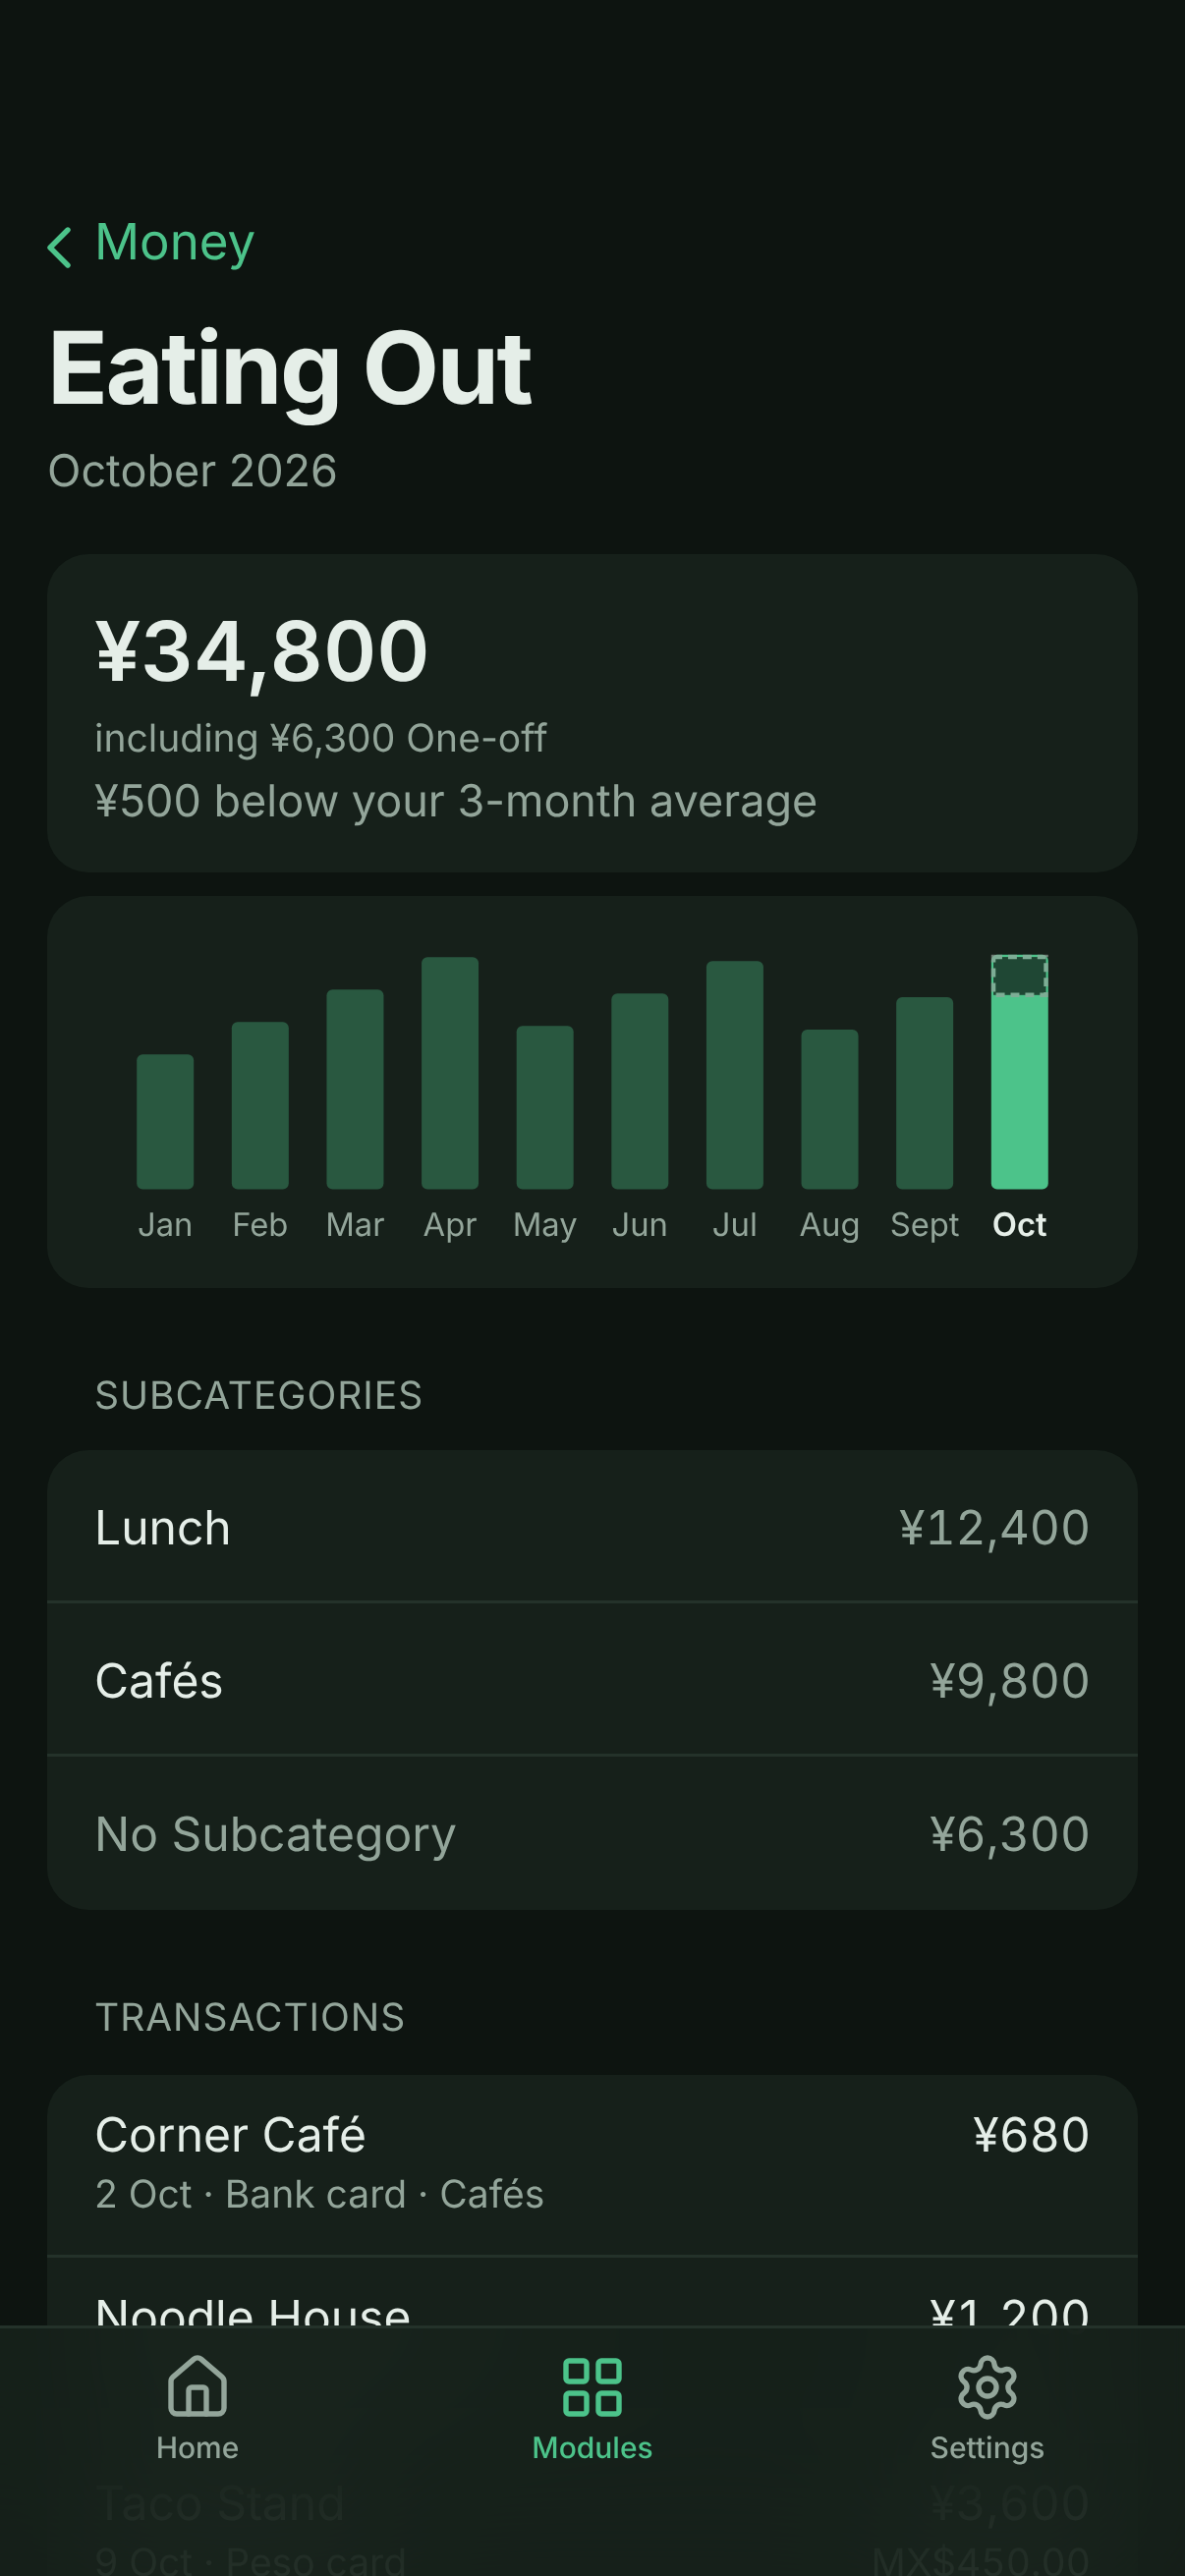 Money
Eating Out
October 2026
¥34,800
including ¥6,300 One-off
¥500 below your 3-month average
Jan Feb Mar Apr May Jun Jul Aug Sept Oct
SUBCATEGORIES
Lunch ¥12,400
Cafés ¥9,800
No Subcategory ¥6,300
TRANSACTIONS
Corner Café ¥680
2 Oct · Bank card · Cafés
Noodle House ¥1,200
Home Modules Settings
Taco Stand ¥3,600
9 Oct · Peso card MX$450.00